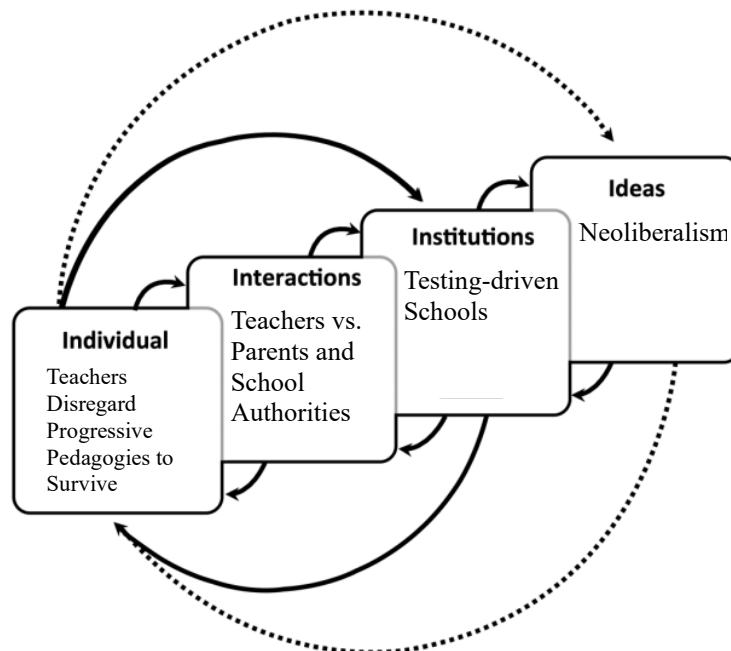 Ideas
Neoliberalism
Institutions
Testing-driven
Schools
Interactions
Teachers vs.
Parents and
School
Authorities
Individual
Teachers
Disregard
Progressive
Pedagogies to
Survive